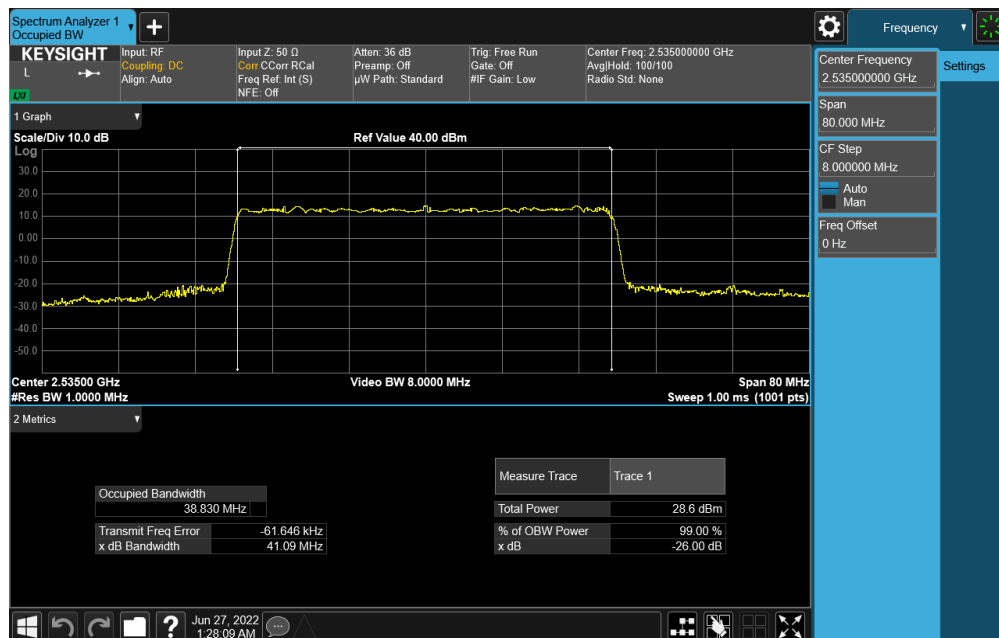 Spectrum Analyzer 1
Occupied BW
Frequency
KEYSIGHT
L
LXI
Input: RF
Coupling: DC
Align: Auto
Input Z: 50 Ω
Corr CCorr RCal
Freq Ref: Int (S)
NFE: Off
Atten: 36 dB
Preamp: Off
µW Path: Standard
Trig: Free Run
Gate: Off
#IF Gain: Low
Center Freq: 2.535000000 GHz
Avg|Hold: 100/100
Radio Std: None
Center Frequency
2.535000000 GHz
Settings
Span
80.000 MHz
CF Step
8.000000 MHz
Auto
Man
Freq Offset
0 Hz
1 Graph
Scale/Div 10.0 dB
Ref Value 40.00 dBm
Log
30.0
20.0
10.0
0.00
-10.0
-20.0
-30.0
-40.0
-50.0
Center 2.53500 GHz
Video BW 8.0000 MHz
Span 80 MHz
#Res BW 1.0000 MHz
Sweep 1.00 ms (1001 pts)
2 Metrics
Measure Trace
Trace 1
Occupied Bandwidth
38.830 MHz
Total Power
28.6 dBm
Transmit Freq Error
-61.646 kHz
% of OBW Power
99.00 %
x dB Bandwidth
41.09 MHz
x dB
-26.00 dB
?
Jun 27, 2022
1:28:09 AM